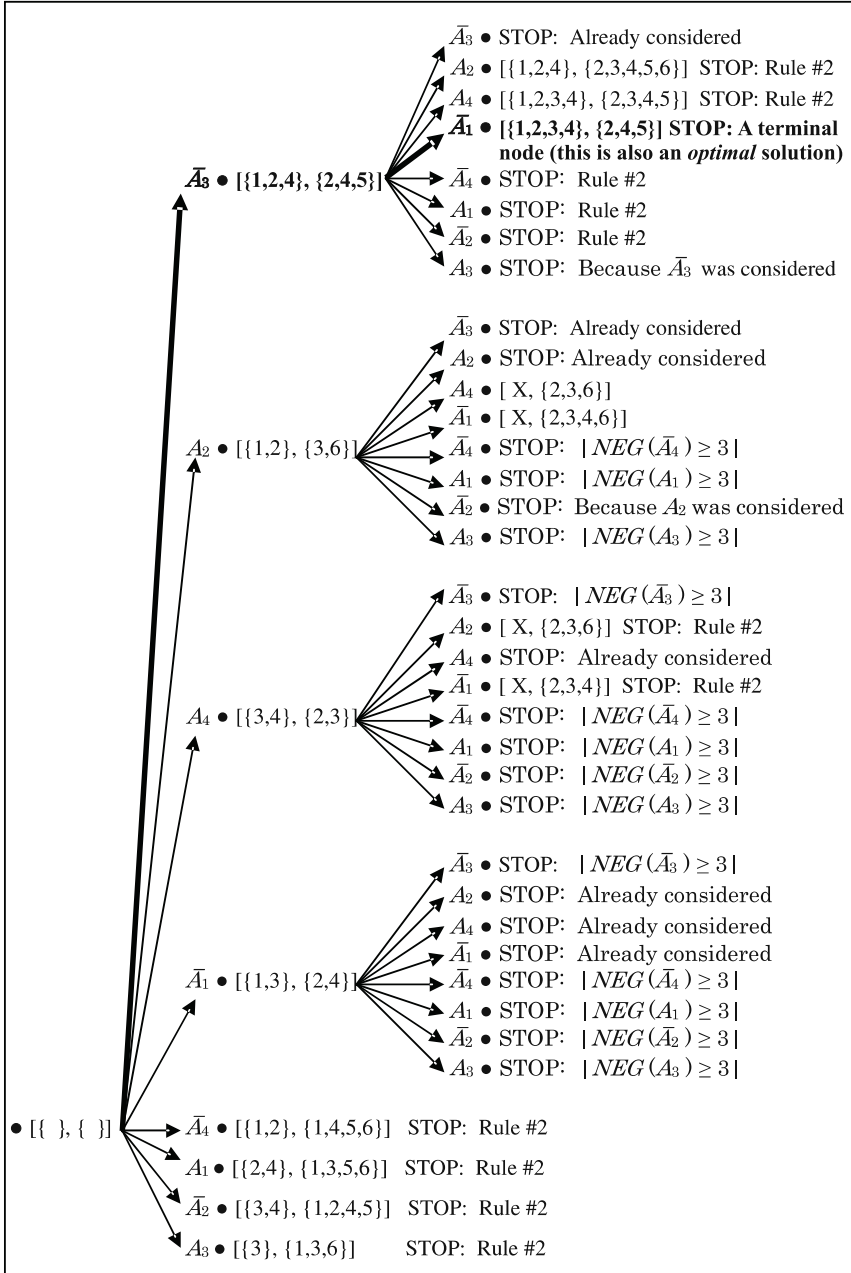 Ā₃ ● STOP: Already considered
A₂ ● [{1,2,4}, {2,3,4,5,6}] STOP: Rule #2
A₄ ● [{1,2,3,4}, {2,3,4,5}] STOP: Rule #2
Ā₁ ● [{1,2,3,4}, {2,4,5}] STOP: A terminal
node (this is also an optimal solution)
Ā₃ ● [{1,2,4}, {2,4,5}]
Ā₄ ● STOP: Rule #2
A₁ ● STOP: Rule #2
Ā₂ ● STOP: Rule #2
A₃ ● STOP: Because Ā₃ was considered
Ā₃ ● STOP: Already considered
A₂ ● STOP: Already considered
A₄ ● [ X, {2,3,6}]
Ā₁ ● [ X, {2,3,4,6}]
A₂ ● [{1,2}, {3,6}]
Ā₄ ● STOP: | NEG (Ā₄ ) ≥ 3 |
A₁ ● STOP: | NEG (A₁ ) ≥ 3 |
Ā₂ ● STOP: Because A₂ was considered
A₃ ● STOP: | NEG (A₃ ) ≥ 3 |
Ā₃ ● STOP: | NEG (Ā₃ ) ≥ 3 |
A₂ ● [ X, {2,3,6}] STOP: Rule #2
A₄ ● STOP: Already considered
Ā₁ ● [ X, {2,3,4}] STOP: Rule #2
A₄ ● [{3,4}, {2,3}]
Ā₄ ● STOP: | NEG (Ā₄ ) ≥ 3 |
A₁ ● STOP: | NEG (A₁ ) ≥ 3 |
Ā₂ ● STOP: | NEG (Ā₂ ) ≥ 3 |
A₃ ● STOP: | NEG (A₃ ) ≥ 3 |
Ā₃ ● STOP: | NEG (Ā₃ ) ≥ 3 |
A₂ ● STOP: Already considered
A₄ ● STOP: Already considered
Ā₁ ● STOP: Already considered
Ā₁ ● [{1,3}, {2,4}]
Ā₄ ● STOP: | NEG (Ā₄ ) ≥ 3 |
A₁ ● STOP: | NEG (A₁ ) ≥ 3 |
Ā₂ ● STOP: | NEG (Ā₂ ) ≥ 3 |
A₃ ● STOP: | NEG (A₃ ) ≥ 3 |
● [{ }, { }]
Ā₄ ● [{1,2}, {1,4,5,6}] STOP: Rule #2
A₁ ● [{2,4}, {1,3,5,6}] STOP: Rule #2
Ā₂ ● [{3,4}, {1,2,4,5}] STOP: Rule #2
A₃ ● [{3}, {1,3,6}] STOP: Rule #2